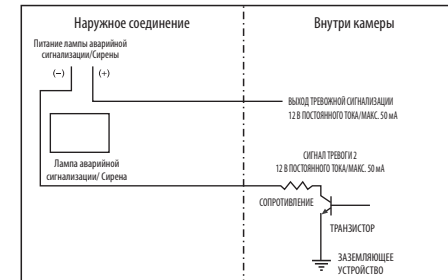 Наружное соединение
Внутри камеры
Питание лампы аварийной
сигнализации/Сирены
(–)
(+)
ВЫХОД ТРЕВОЖНОЙ СИГНАЛИЗАЦИИ
12 В ПОСТОЯННОГО ТОКА/МАКС. 50 мА
Лампа аварийной
сигнализации/ Сирена
СИГНАЛ ТРЕВОГИ 2
12 В ПОСТОЯННОГО ТОКА/МАКС. 50 мА
СОПРОТИВЛЕНИЕ
ТРАНЗИСТОР
ЗАЗЕМЛЯЮЩЕЕ
УСТРОЙСТВО